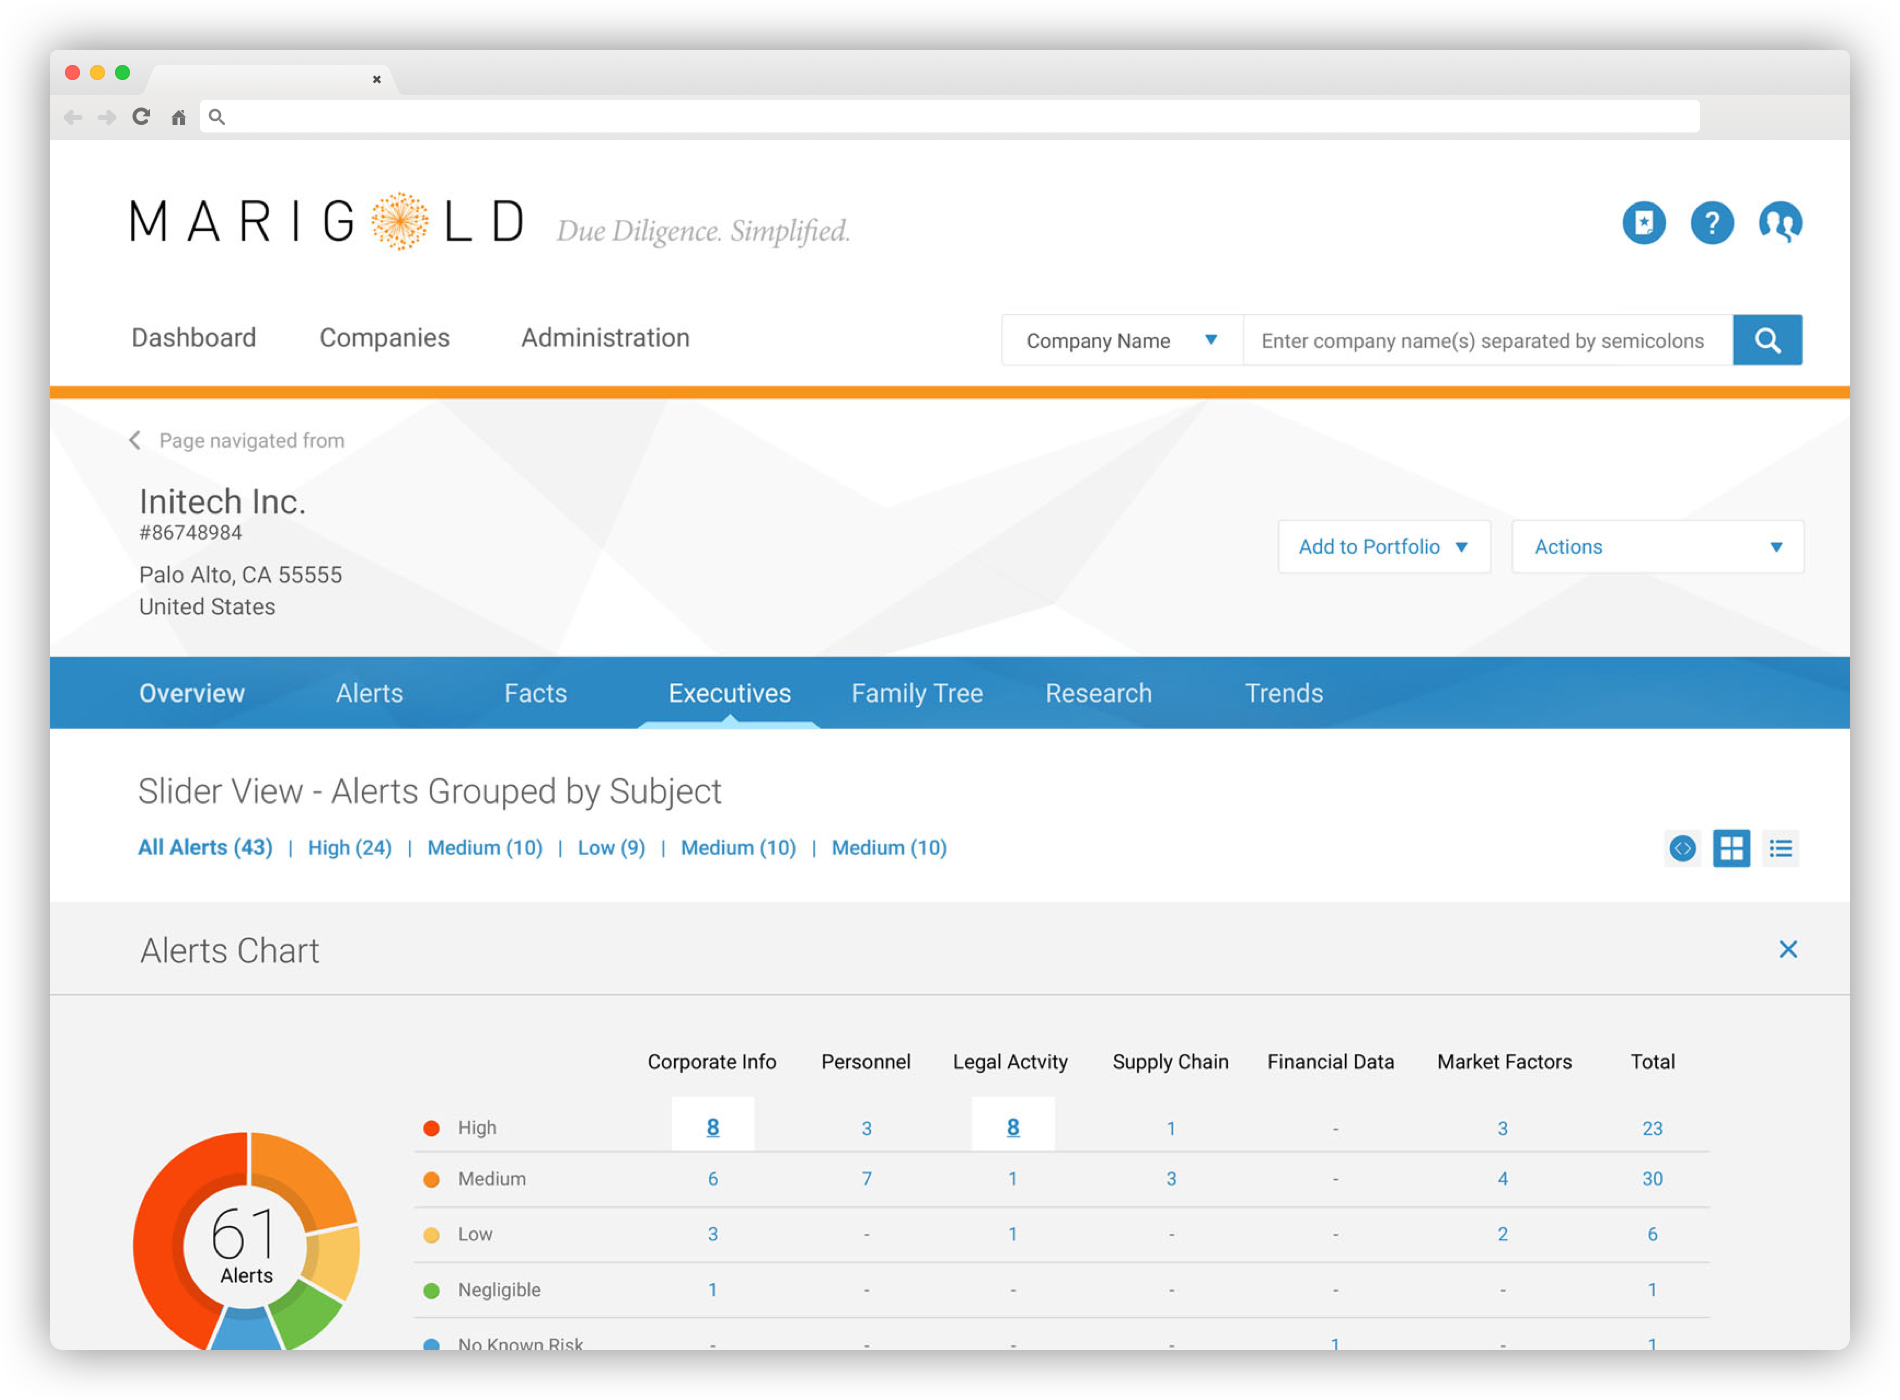 MARIGOLD Due Diligence. Simplified.
?
Dashboard Companies Administration Company Name Enter company name(s) separated by semicolons
Page navigated from
Initech Inc.
#86748984
Palo Alto, CA 55555
United States
Add to Portfolio Actions
Overview Alerts Facts Executives Family Tree Research Trends
Slider View - Alerts Grouped by Subject
All Alerts (43) | High (24) | Medium (10) | Low (9) | Medium (10) | Medium (10)
Alerts Chart
Corporate Info Personnel Legal Actvity Supply Chain Financial Data Market Factors Total
High 8 3 8 1 - 3 23
Medium 6 7 1 3 - 4 30
Low 3 - 1 - - 2 6
Negligible 1 - - - - - 1
No Known Risk - - - - 1 - 1
61
Alerts